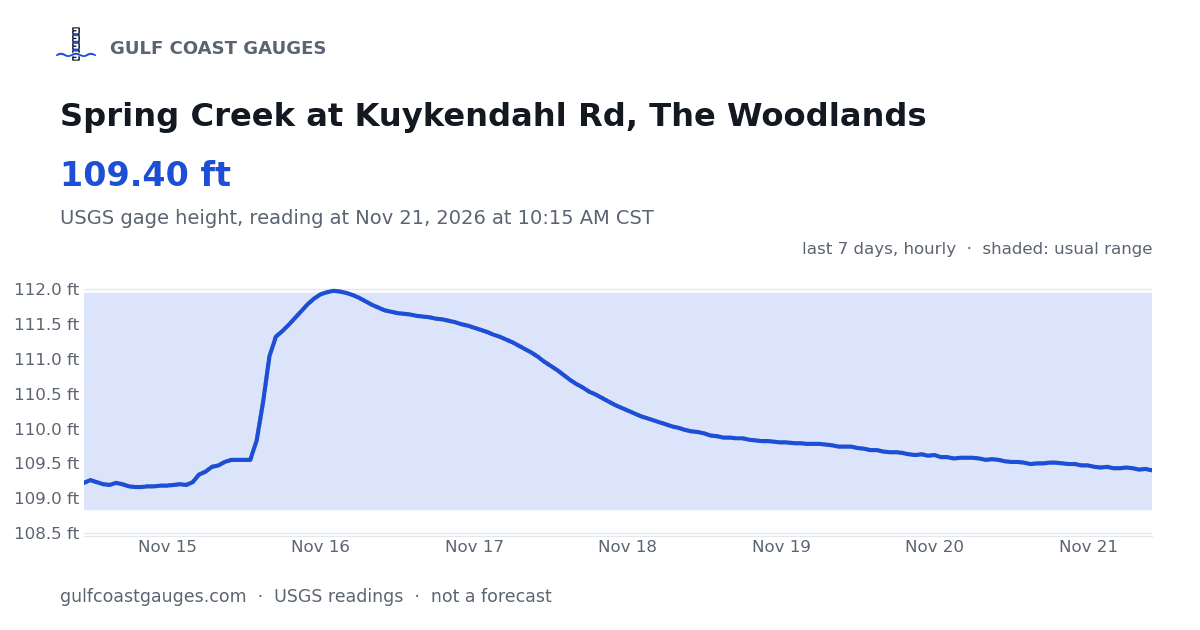 GULF COAST GAUGES
Spring Creek at Kuykendahl Rd, The Woodlands
109.40 ft
USGS gage height, reading at Nov 21, 2026 at 10:15 AM CST
last 7 days, hourly · shaded: usual range
112.0 ft
111.5 ft
111.0 ft
110.5 ft
110.0 ft
109.5 ft
109.0 ft
108.5 ft
Nov 15 Nov 16 Nov 17 Nov 18 Nov 19 Nov 20 Nov 21
gulfcoastgauges.com · USGS readings · not a forecast